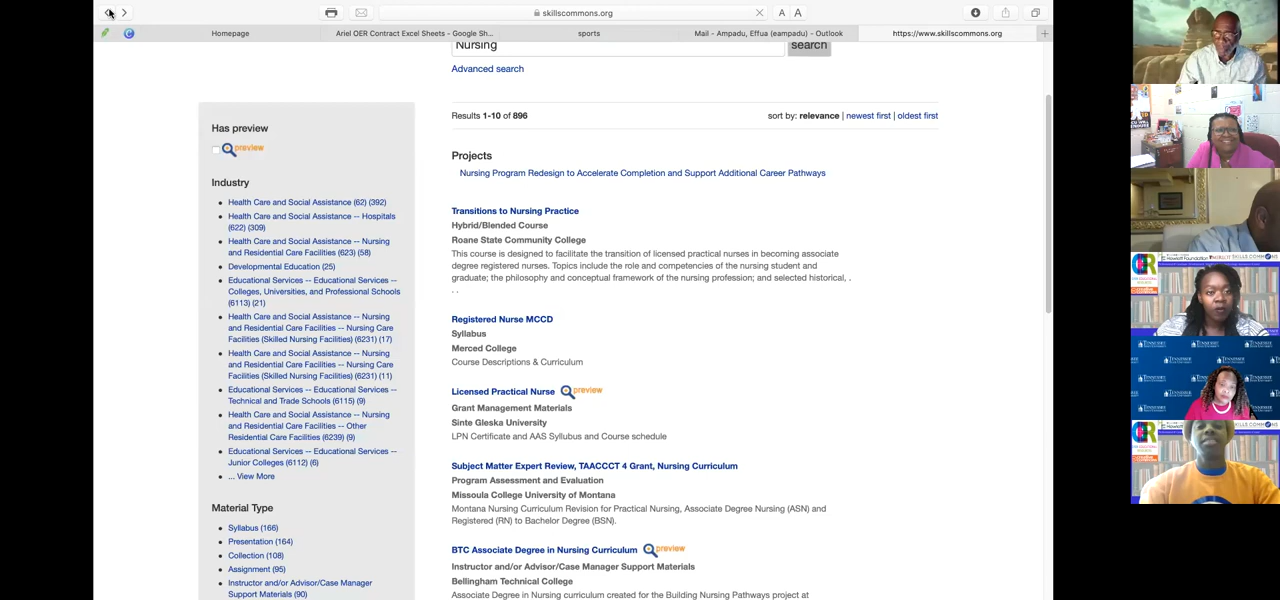 skillscommons.org
A A
Homepage
Ariel OER Contract Excel Sheets - Google Sh...
sports
Mail - Ampadu, Effua (eampadu) - Outlook
https://www.skillscommons.org
Nursing
search
Advanced search
Has preview
preview
Industry
Health Care and Social Assistance (62) (392)
Health Care and Social Assistance -- Hospitals
(622) (309)
Health Care and Social Assistance -- Nursing
and Residential Care Facilities (623) (58)
Developmental Education (25)
Educational Services -- Educational Services --
Colleges, Universities, and Professional Schools
(6113) (21)
Health Care and Social Assistance -- Nursing
and Residential Care Facilities -- Nursing Care
Facilities (Skilled Nursing Facilities) (6231) (17)
Health Care and Social Assistance -- Nursing
and Residential Care Facilities -- Nursing Care
Facilities (Skilled Nursing Facilities) (6231) (11)
Educational Services -- Educational Services --
Technical and Trade Schools (6115) (9)
Health Care and Social Assistance -- Nursing
and Residential Care Facilities -- Other
Residential Care Facilities (6239) (9)
Educational Services -- Educational Services --
Junior Colleges (6112) (6)
... View More
Material Type
Syllabus (166)
Presentation (164)
Collection (108)
Assignment (95)
Instructor and/or Advisor/Case Manager
Support Materials (90)
Results 1-10 of 896
sort by: relevance | newest first | oldest first
Projects
Nursing Program Redesign to Accelerate Completion and Support Additional Career Pathways
Transitions to Nursing Practice
Hybrid/Blended Course
Roane State Community College
This course is designed to facilitate the transition of licensed practical nurses in becoming associate
degree registered nurses. Topics include the role and competencies of the nursing student and
graduate; the philosophy and conceptual framework of the nursing profession; and selected historical, .
. .
Registered Nurse MCCD
Syllabus
Merced College
Course Descriptions & Curriculum
Licensed Practical Nurse preview
Grant Management Materials
Sinte Gleska University
LPN Certificate and AAS Syllabus and Course schedule
Subject Matter Expert Review, TAACCCT 4 Grant, Nursing Curriculum
Program Assessment and Evaluation
Missoula College University of Montana
Montana Nursing Curriculum Revision for Practical Nursing, Associate Degree Nursing (ASN) and
Registered (RN) to Bachelor Degree (BSN).
BTC Associate Degree in Nursing Curriculum preview
Instructor and/or Advisor/Case Manager Support Materials
Bellingham Technical College
Associate Degree in Nursing curriculum created for the Building Nursing Pathways project at